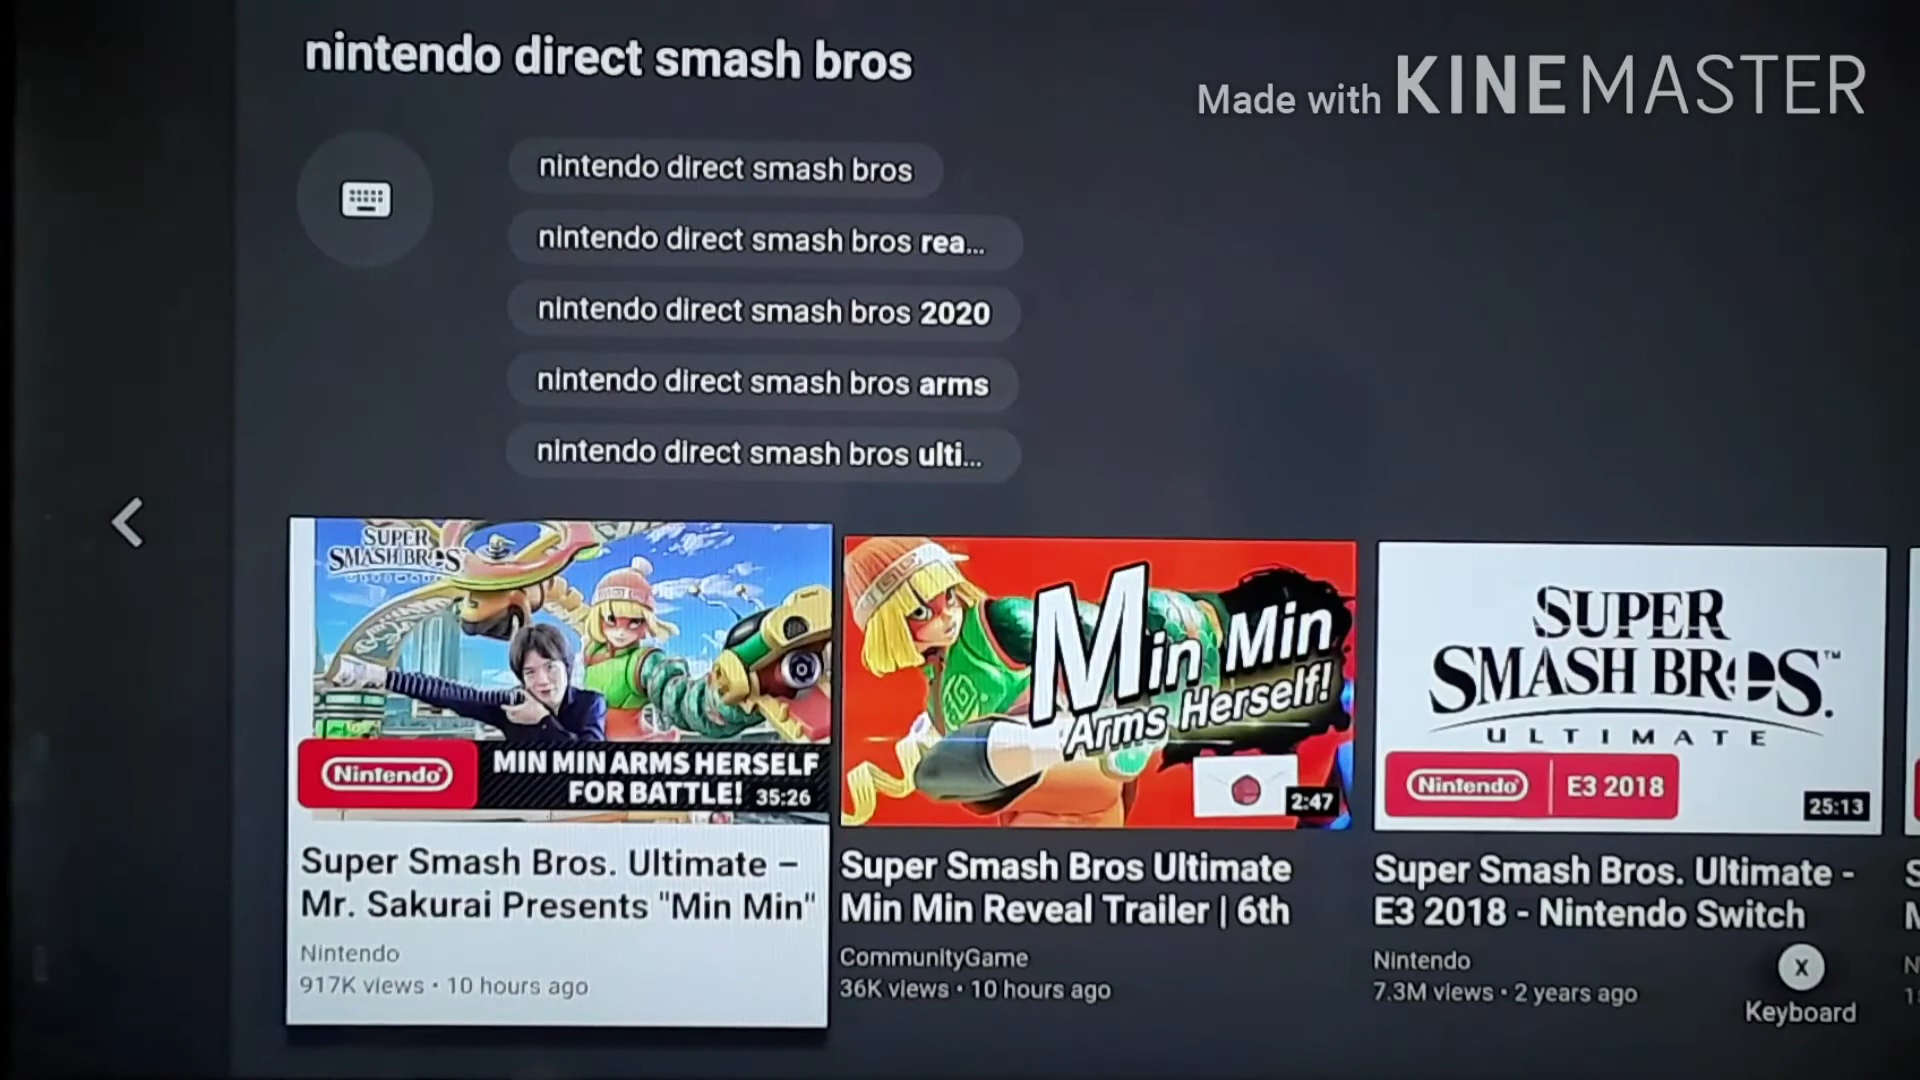 nintendo direct smash bros
Made with KINEMASTER
nintendo direct smash bros
nintendo direct smash bros rea...
nintendo direct smash bros 2020
nintendo direct smash bros arms
nintendo direct smash bros ulti...
SUPER
SMASH BROS
ULTIMATE
Nintendo
MIN MIN ARMS HERSELF
FOR BATTLE!
35:26
Super Smash Bros. Ultimate –
Mr. Sakurai Presents "Min Min"
Nintendo
917K views • 10 hours ago
Min Min
Arms Herself!
2:47
Super Smash Bros Ultimate
Min Min Reveal Trailer | 6th
CommunityGame
36K views • 10 hours ago
SUPER
SMASH BROS.™
ULTIMATE
Nintendo E3 2018
25:13
Super Smash Bros. Ultimate -
E3 2018 - Nintendo Switch
Nintendo
7.3M views • 2 years ago
X
Keyboard